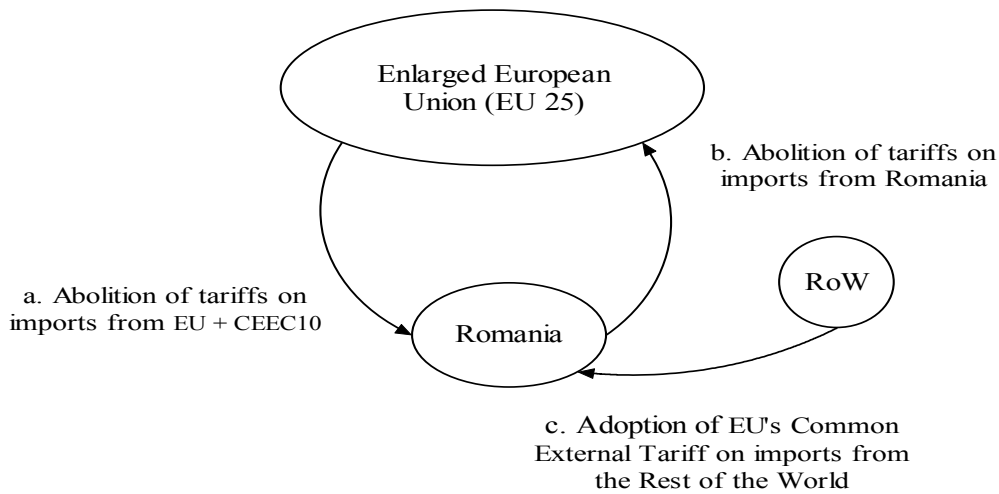 Enlarged European
Union (EU 25)
b. Abolition of tariffs on
imports from Romania
RoW
a. Abolition of tariffs on
imports from EU + CEEC10
Romania
c. Adoption of EU's Common
External Tariff on imports from
the Rest of the World